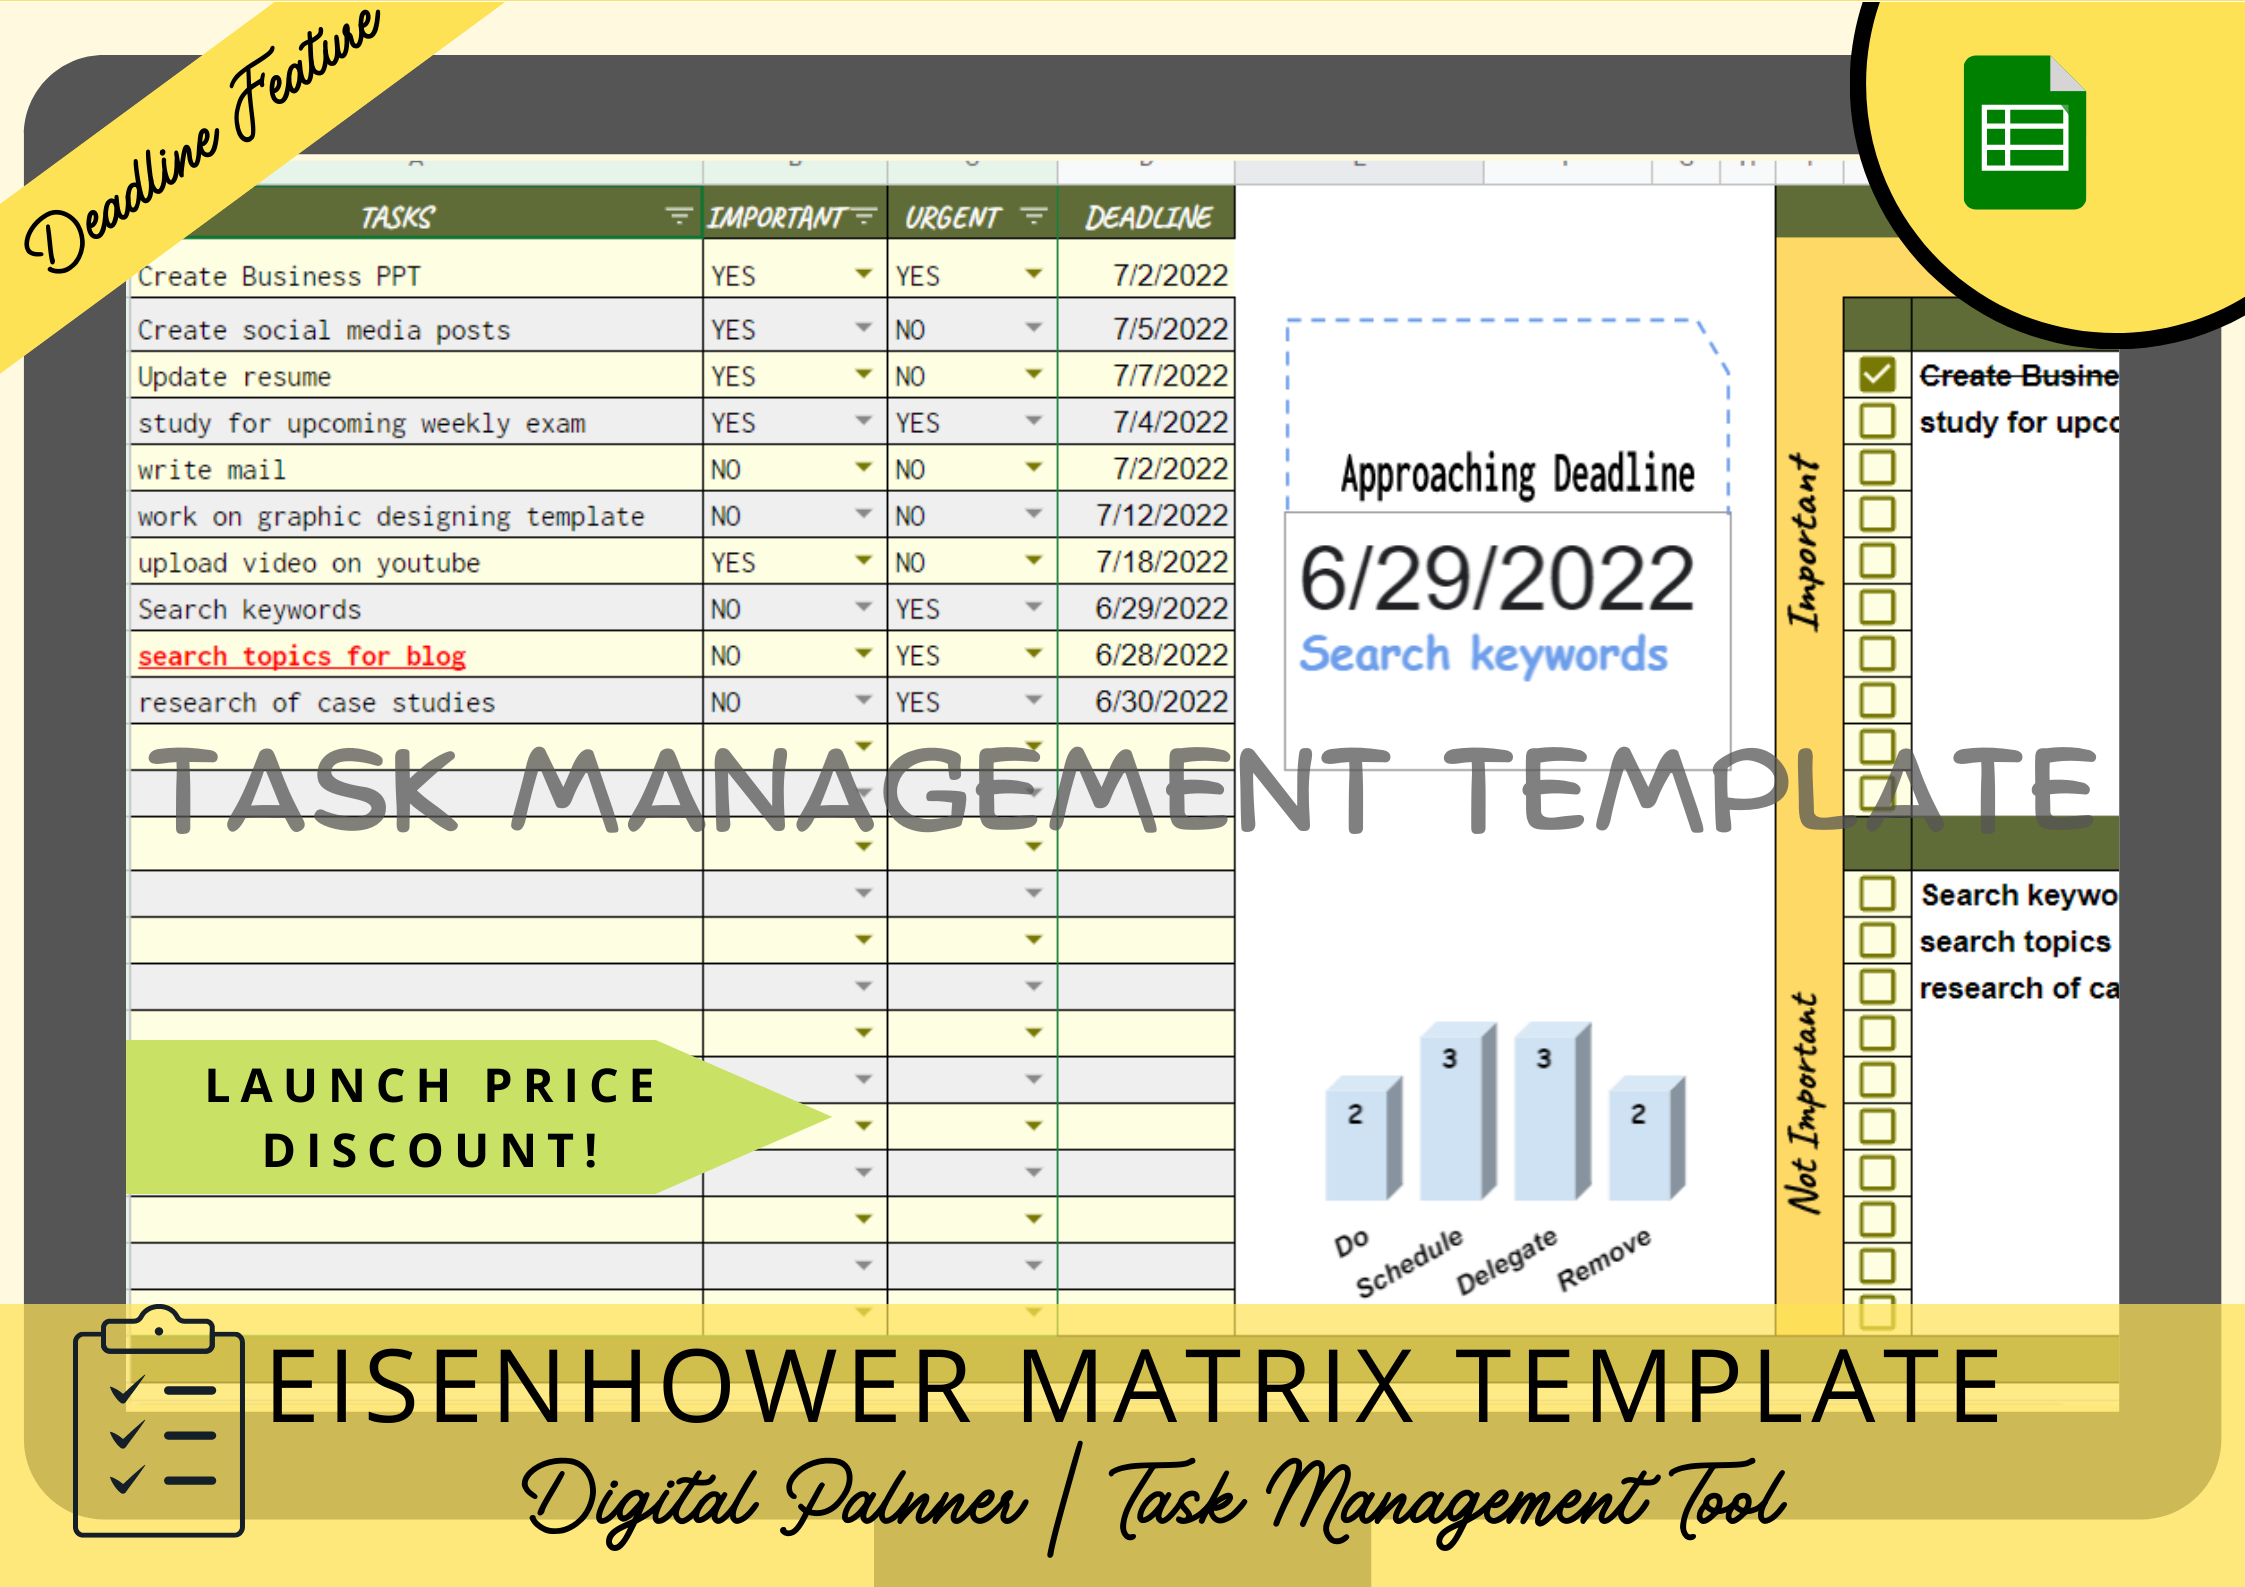 Deadline Feature
TASKS IMPORTANT URGENT DEADLINE
Create Business PPT YES YES 7/2/2022
Create social media posts YES NO 7/5/2022
Update resume YES NO 7/7/2022
study for upcoming weekly exam YES YES 7/4/2022
write mail NO NO 7/2/2022
work on graphic designing template NO NO 7/12/2022
upload video on youtube YES NO 7/18/2022
Search keywords NO YES 6/29/2022
search topics for blog NO YES 6/28/2022
research of case studies NO YES 6/30/2022
Approaching Deadline
6/29/2022
Search keywords
Important
Create Busine
study for upco
TASK MANAGEMENT TEMPLATE
Not Important
Search keywo
search topics
research of ca
2 3 3 2
Do Schedule Delegate Remove
LAUNCH PRICE
DISCOUNT!
EISENHOWER MATRIX TEMPLATE
Digital Palnner / Task Management Tool